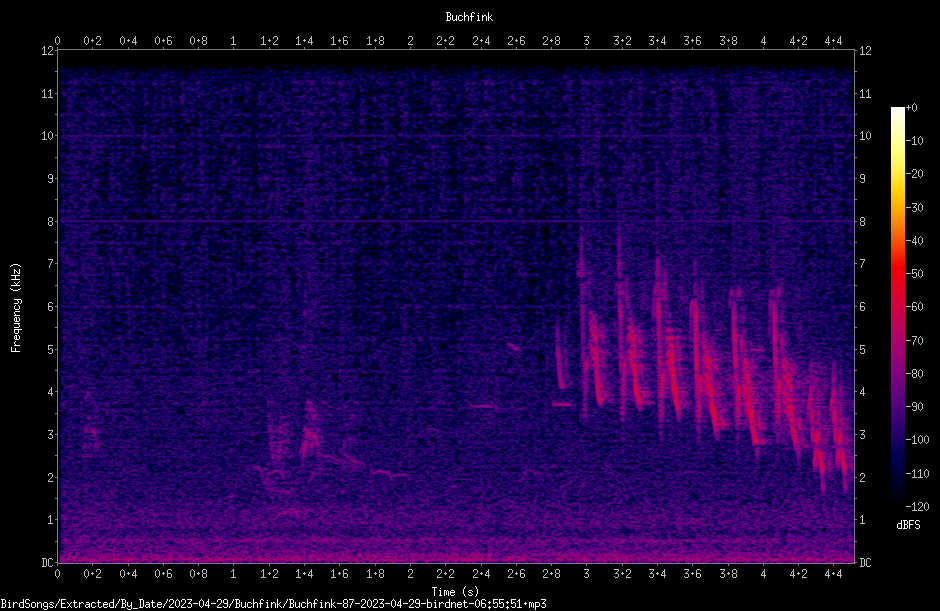 Buchfink
0 0+2 0+4 0+6 0+8 1 1+2 1+4 1+6 1+8 2 2+2 2+4 2+6 2+8 3 3+2 3+4 3+6 3+8 4 4+2 4+4
12 12
11 11 +0
10 10 -10
9 9 -20
8 8 -30
7 7 -40
6 6 -50
5 5 -60
4 4 -70
3 3 -80
2 2 -90
1 1 -100
DC DC -110
-120
dBFS
Frequency (kHz)
0 0+2 0+4 0+6 0+8 1 1+2 1+4 1+6 1+8 2 2+2 2+4 2+6 2+8 3 3+2 3+4 3+6 3+8 4 4+2 4+4
Time (s)
BirdSongs/Extracted/By_Date/2023-04-29/Buchfink/Buchfink-87-2023-04-29-birdnet-06:55:51.mp3